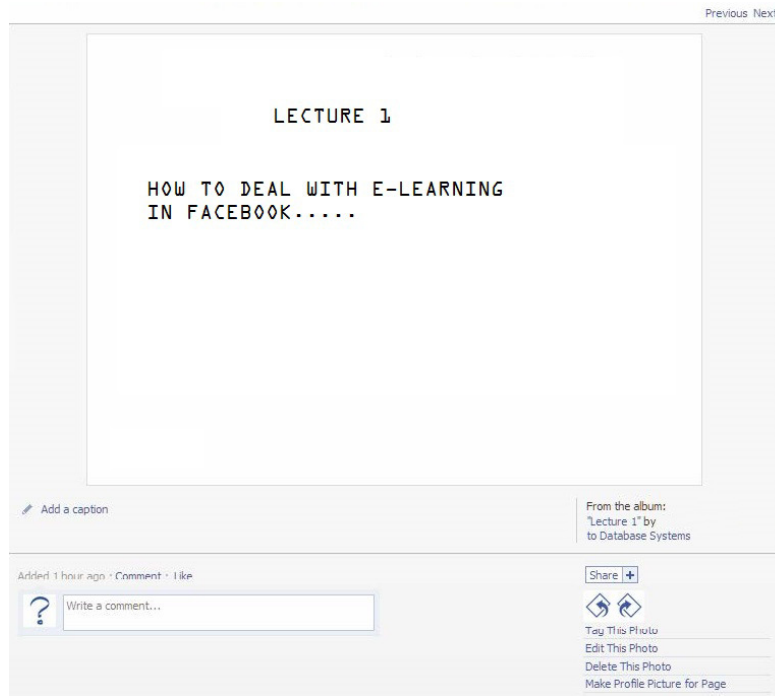 Previous Next
LECTURE 1
HOW TO DEAL WITH E-LEARNING
IN FACEBOOK.....
Add a caption
From the album:
"Lecture 1" by
to Database Systems
Added 1 hour ago · Comment · Like
Share +
Write a comment...
Tag This Photo
Edit This Photo
Delete This Photo
Make Profile Picture for Page